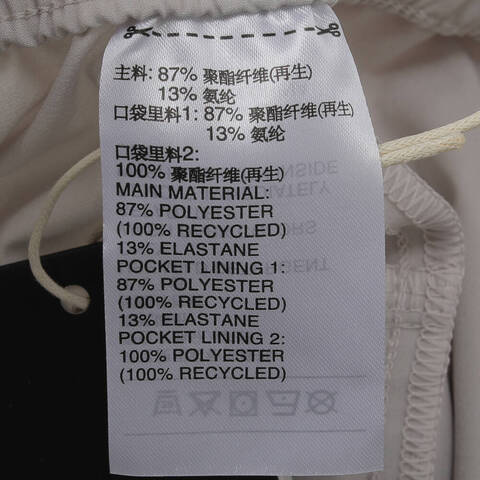 主料: 87% 聚酯纤维(再生)
13% 氨纶
口袋里料1: 87% 聚酯纤维(再生)
13% 氨纶
口袋里料2:
100% 聚酯纤维(再生)
MAIN MATERIAL:
87% POLYESTER
(100% RECYCLED)
13% ELASTANE
POCKET LINING 1:
87% POLYESTER
(100% RECYCLED)
13% ELASTANE
POCKET LINING 2:
100% POLYESTER
(100% RECYCLED)